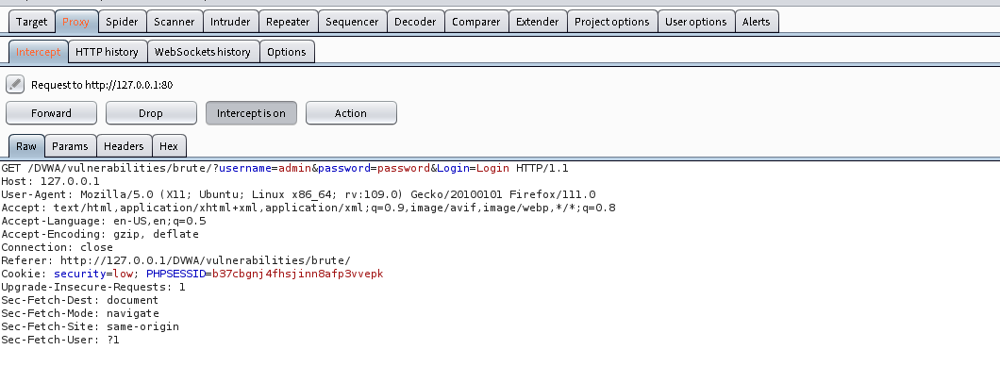 Target Proxy Spider Scanner Intruder Repeater Sequencer Decoder Comparer Extender Project options User options Alerts
Intercept HTTP history WebSockets history Options
Request to http://127.0.0.1:80
Forward Drop Intercept is on Action
Raw Params Headers Hex
GET /DVWA/vulnerabilities/brute/?username=admin&password=password&Login=Login HTTP/1.1
Host: 127.0.0.1
User-Agent: Mozilla/5.0 (X11; Ubuntu; Linux x86_64; rv:109.0) Gecko/20100101 Firefox/111.0
Accept: text/html,application/xhtml+xml,application/xml;q=0.9,image/avif,image/webp,*/*;q=0.8
Accept-Language: en-US,en;q=0.5
Accept-Encoding: gzip, deflate
Connection: close
Referer: http://127.0.0.1/DVWA/vulnerabilities/brute/
Cookie: security=low; PHPSESSID=b37cbgnj4fhsjinn8afp3vvepk
Upgrade-Insecure-Requests: 1
Sec-Fetch-Dest: document
Sec-Fetch-Mode: navigate
Sec-Fetch-Site: same-origin
Sec-Fetch-User: ?1